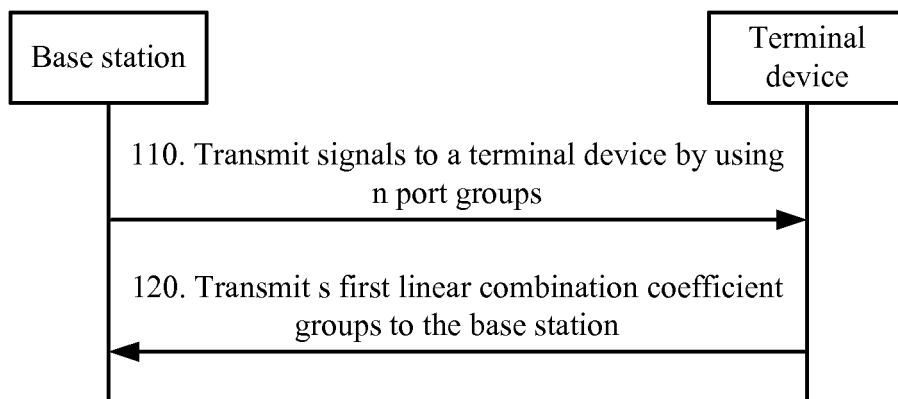 Base station
Terminal
device
110. Transmit signals to a terminal device by using
n port groups
120. Transmit s first linear combination coefficient
groups to the base station